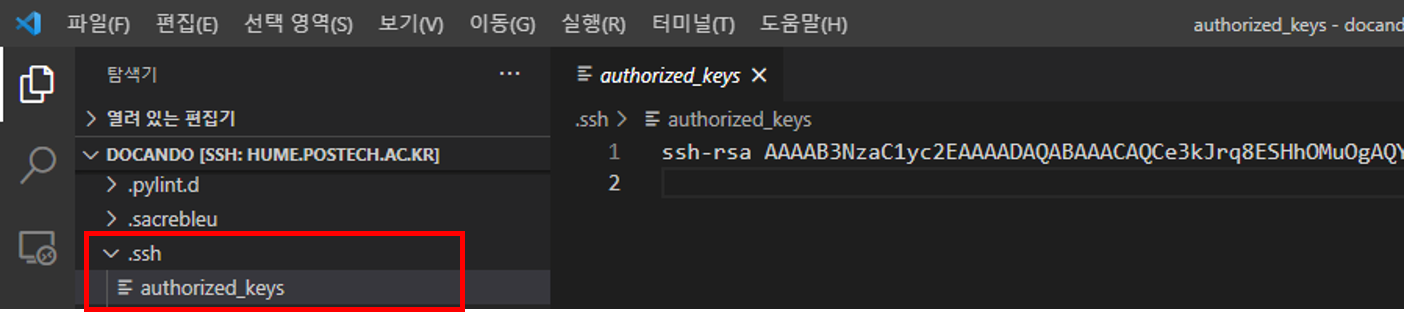 파일(F) 편집(E) 선택 영역(S) 보기(V) 이동(G) 실행(R) 터미널(T) 도움말(H) authorized_keys - docand
탐색기 ···
열려 있는 편집기
DOCANDO [SSH: HUME.POSTECH.AC.KR]
.pylint.d
.sacrebleu
.ssh
authorized_keys
authorized_keys
.ssh > authorized_keys
1 ssh-rsa AAAAB3NzaC1yc2EAAAADAQABAAACAQCe3kJrq8ESHhOMuOgAQY
2